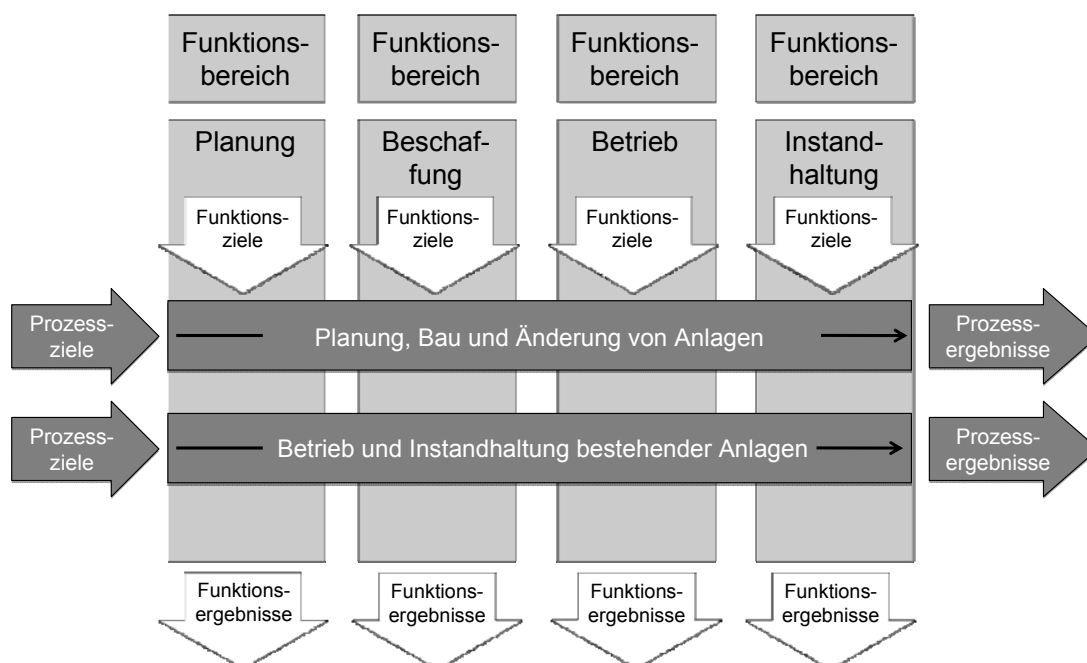 Funktions-
bereich
Funktions-
bereich
Funktions-
bereich
Funktions-
bereich
Planung
Beschaf-
fung
Betrieb
Instand-
haltung
Funktions-
ziele
Funktions-
ziele
Funktions-
ziele
Funktions-
ziele
Prozess-
ziele
Planung, Bau und Änderung von Anlagen
Prozess-
ergebnisse
Prozess-
ziele
Betrieb und Instandhaltung bestehender Anlagen
Prozess-
ergebnisse
Funktions-
ergebnisse
Funktions-
ergebnisse
Funktions-
ergebnisse
Funktions-
ergebnisse